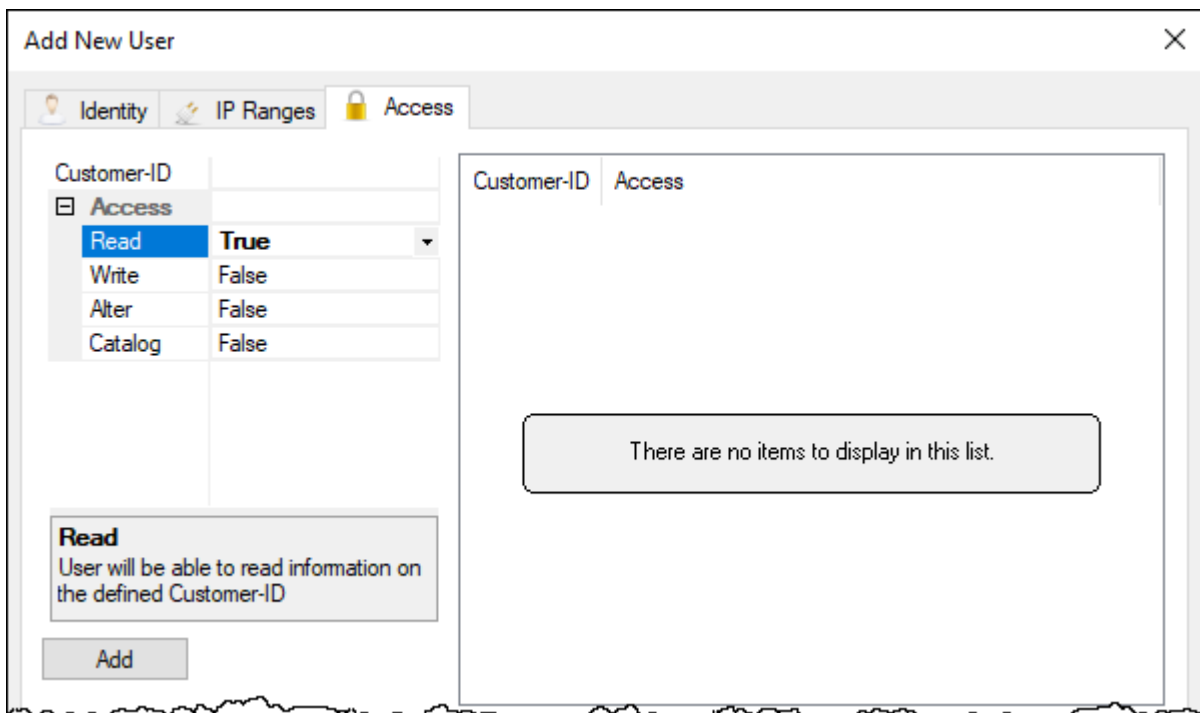 Add New User
Identity IP Ranges Access
Customer-ID
Access
Read True
Write False
Alter False
Catalog False
Read
User will be able to read information on
the defined Customer-ID
Add
Customer-ID Access
There are no items to display in this list.